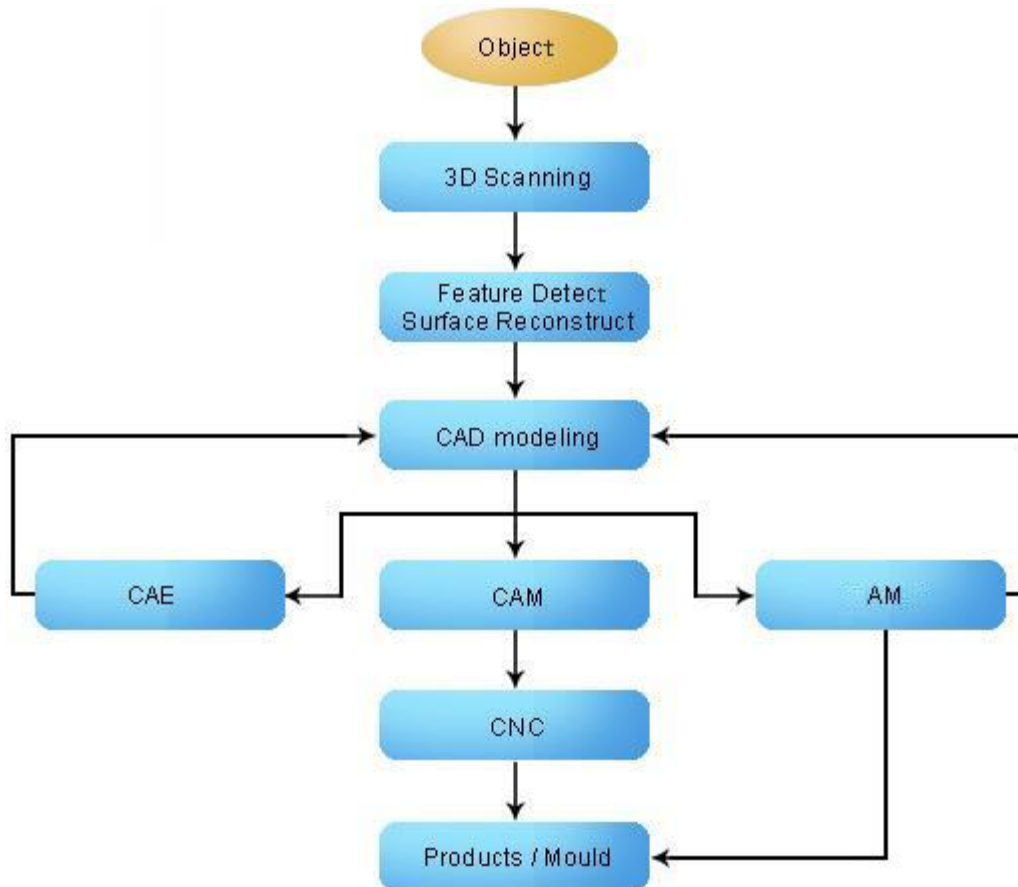 Object
3D Scanning
Feature Detect
Surface Reconstruct
CAD modeling
CAE
CAM
AM
CNC
Products / Mould